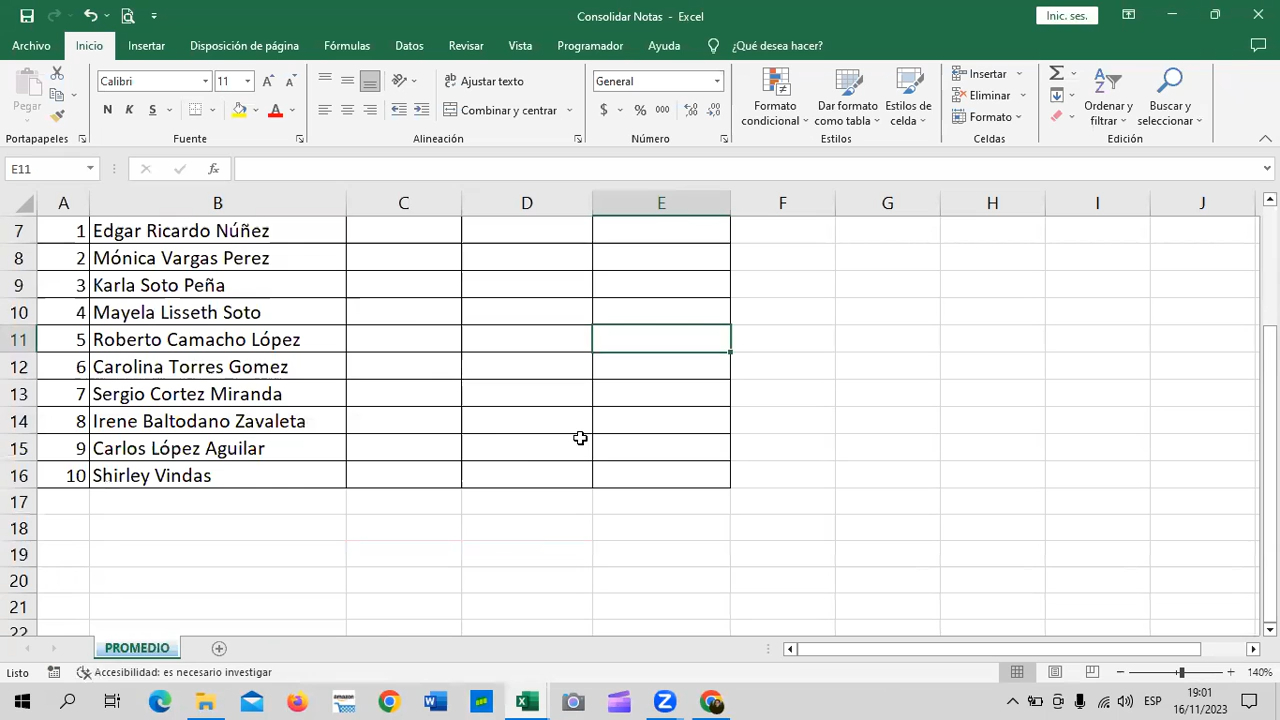 Consolidar Notas - Excel
Inic. ses.
Archivo Inicio Insertar Disposición de página Fórmulas Datos Revisar Vista Programador Ayuda ¿Qué desea hacer?
Pegar
Calibri 11
N K S
Ajustar texto
Combinar y centrar
General
$ % 000
Formato condicional
Dar formato como tabla
Estilos de celda
Insertar
Eliminar
Formato
Ordenar y filtrar
Buscar y seleccionar
Portapapeles Fuente Alineación Número Estilos Celdas Edición
E11 fx
A B C D E F G H I J
7 1 Edgar Ricardo Núñez
8 2 Mónica Vargas Perez
9 3 Karla Soto Peña
10 4 Mayela Lisseth Soto
11 5 Roberto Camacho López
12 6 Carolina Torres Gomez
13 7 Sergio Cortez Miranda
14 8 Irene Baltodano Zavaleta
15 9 Carlos López Aguilar
16 10 Shirley Vindas
17
18
19
20
21
22
PROMEDIO
Listo Accesibilidad: es necesario investigar 140%
ESP 19:01
16/11/2023